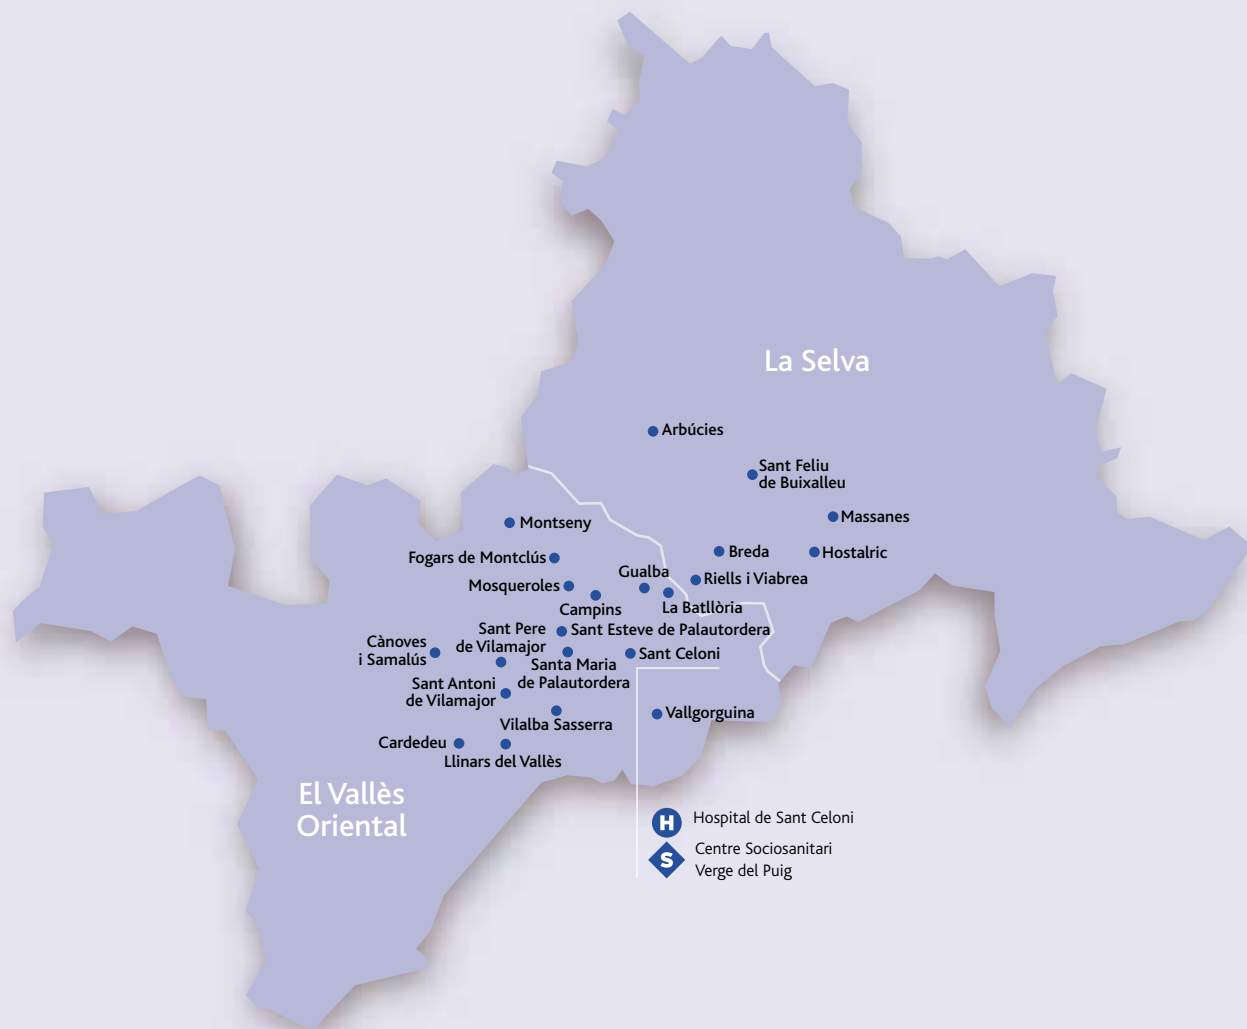 La Selva
Arbúcies
Sant Feliu
de Buixalleu
Massanes
Montseny
Breda
Hostalric
Fogars de Montclús
Gualba
Riells i Viabrea
Mosqueroles
Campins
La Batllòria
Sant Pere
de Vilamajor
Sant Esteve de Palautordera
Cànoves
i Samalús
Santa Maria
de Palautordera
Sant Celoni
Sant Antoni
de Vilamajor
Vilalba Sasserra
Vallgorguina
Cardedeu
Llinars del Vallès
El Vallès
Oriental
H Hospital de Sant Celoni
S Centre Sociosanitari
Verge del Puig